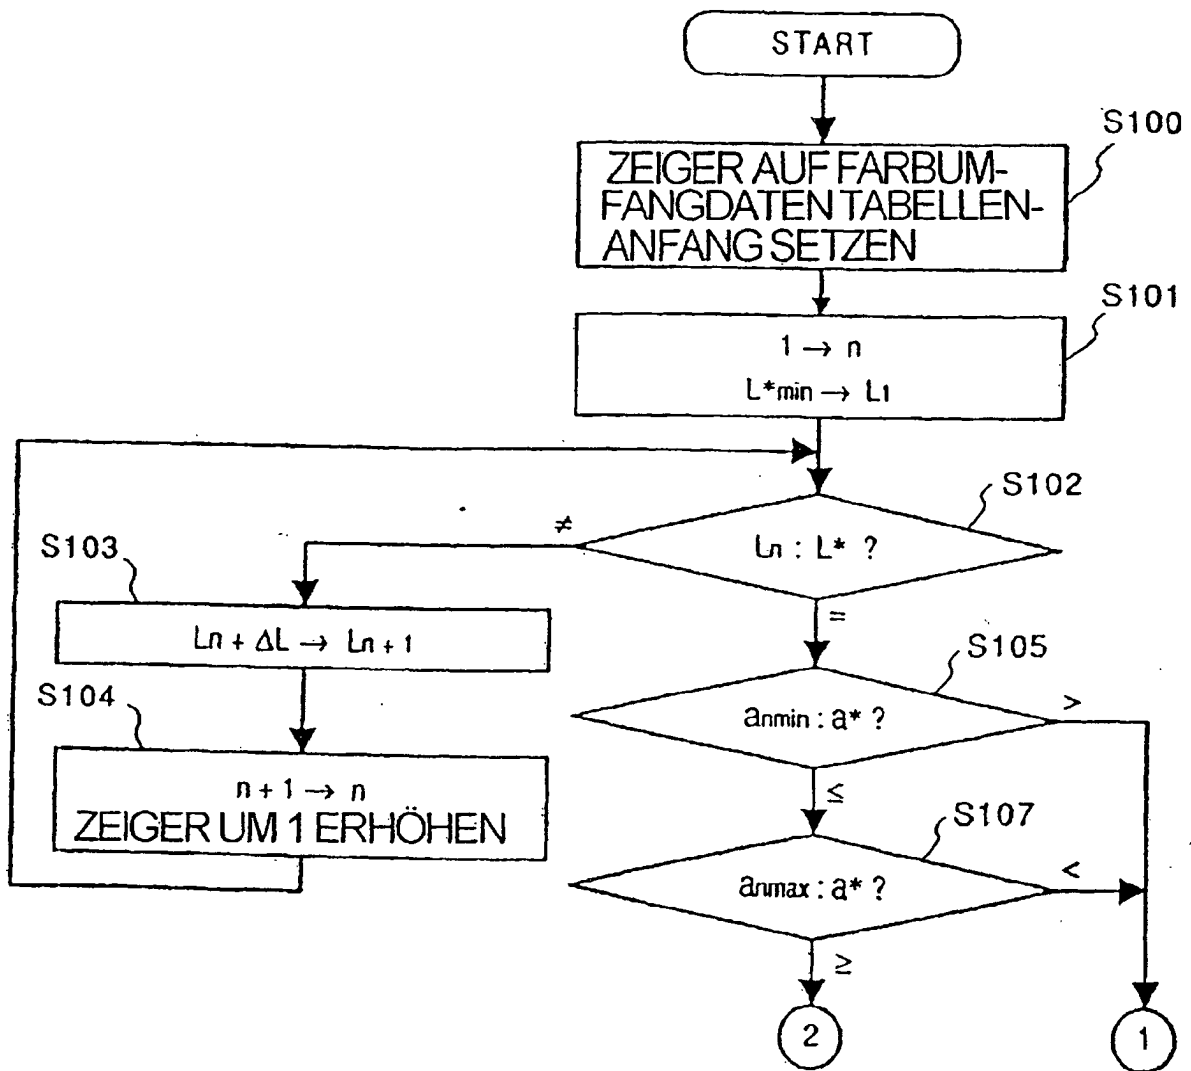 START
S100
ZEIGER AUF FARBUM-
FANGDATEN TABELLEN-
ANFANG SETZEN
S101
1 → n
L*min → L1
S102
Ln : L* ?
≠
=
S103
Ln + ΔL → Ln + 1
S104
n + 1 → n
ZEIGER UM 1 ERHÖHEN
S105
anmin : a* ?
>
≤
S107
anmax : a* ?
<
≥
2
1